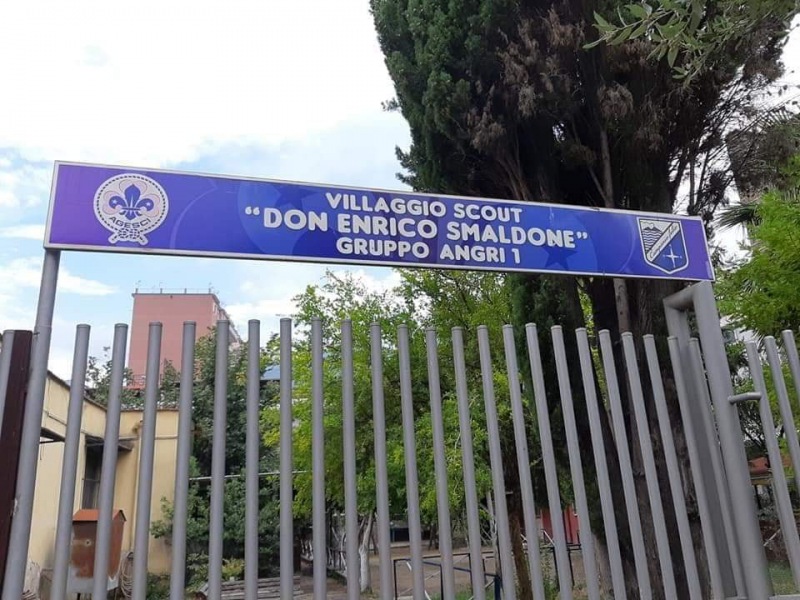 AGESCI
VILLAGGIO SCOUT
"DON ENRICO SMALDONE"
GRUPPO ANGRI 1